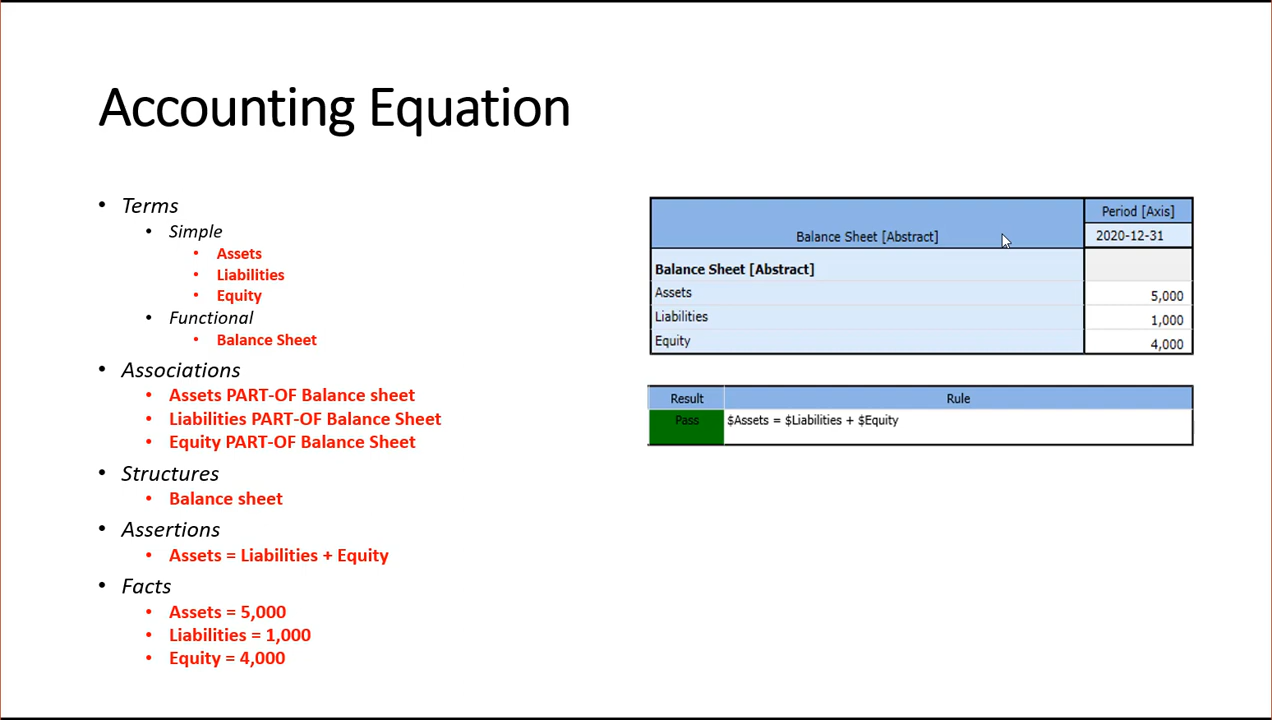 Accounting Equation
• Terms
• Simple
• Assets
• Liabilities
• Equity
• Functional
• Balance Sheet
• Associations
• Assets PART-OF Balance sheet
• Liabilities PART-OF Balance Sheet
• Equity PART-OF Balance Sheet
• Structures
• Balance sheet
• Assertions
• Assets = Liabilities + Equity
• Facts
• Assets = 5,000
• Liabilities = 1,000
• Equity = 4,000
Period [Axis]
Balance Sheet [Abstract] 2020-12-31
Balance Sheet [Abstract]
Assets 5,000
Liabilities 1,000
Equity 4,000
Result Rule
Pass $Assets = $Liabilities + $Equity